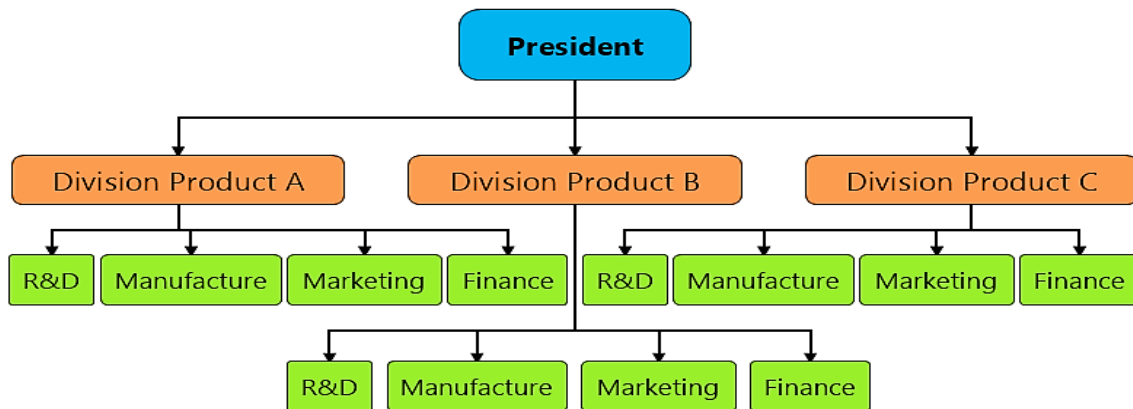 President
Division Product A
Division Product B
Division Product C
R&D
Manufacture
Marketing
Finance
R&D
Manufacture
Marketing
Finance
R&D
Manufacture
Marketing
Finance